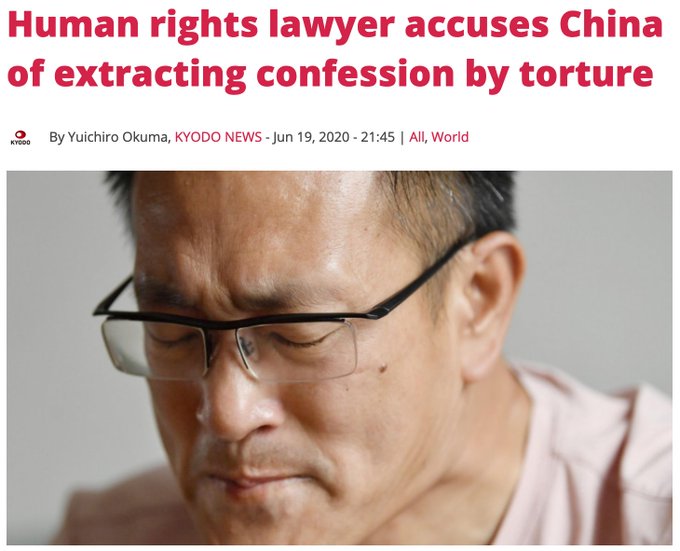 Human rights lawyer accuses China
of extracting confession by torture
KYODO
By Yuichiro Okuma, KYODO NEWS - Jun 19, 2020 - 21:45 | All, World